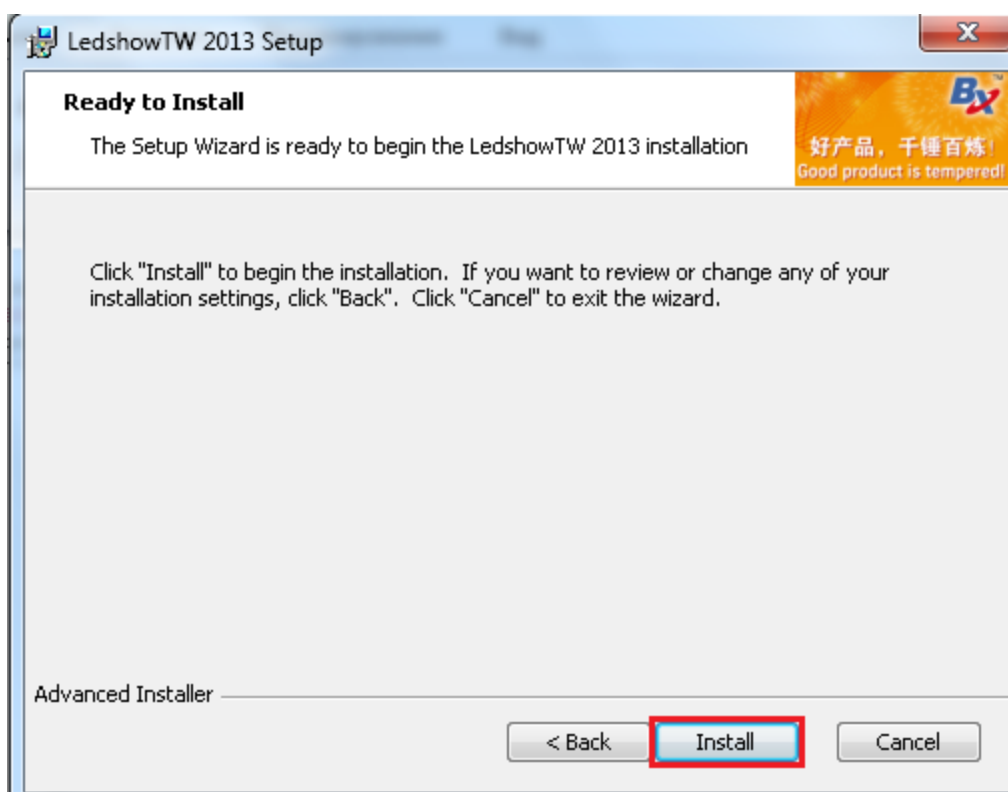 LedshowTW 2013 Setup
Ready to Install
The Setup Wizard is ready to begin the LedshowTW 2013 installation
BX™
好产品，千锤百炼!
Good product is tempered!
Click "Install" to begin the installation. If you want to review or change any of your
installation settings, click "Back". Click "Cancel" to exit the wizard.
Advanced Installer
< Back
Install
Cancel